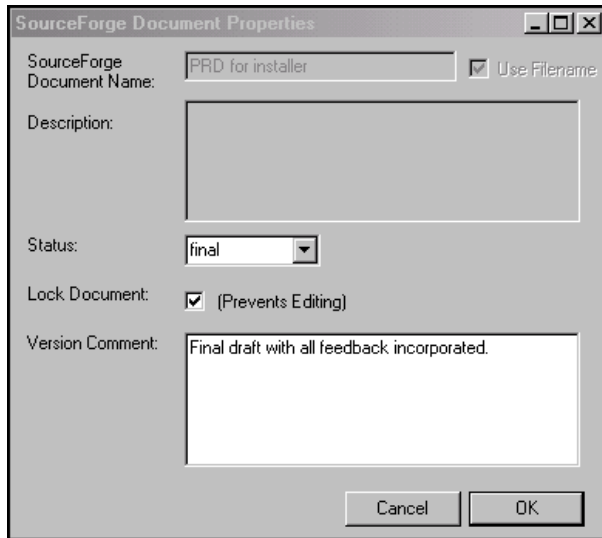 SourceForge Document Properties
SourceForge
Document Name:
PRD for installer
Use Filename
Description:
Status:
final
Lock Document:
(Prevents Editing)
Version Comment:
Final draft with all feedback incorporated.
Cancel
OK